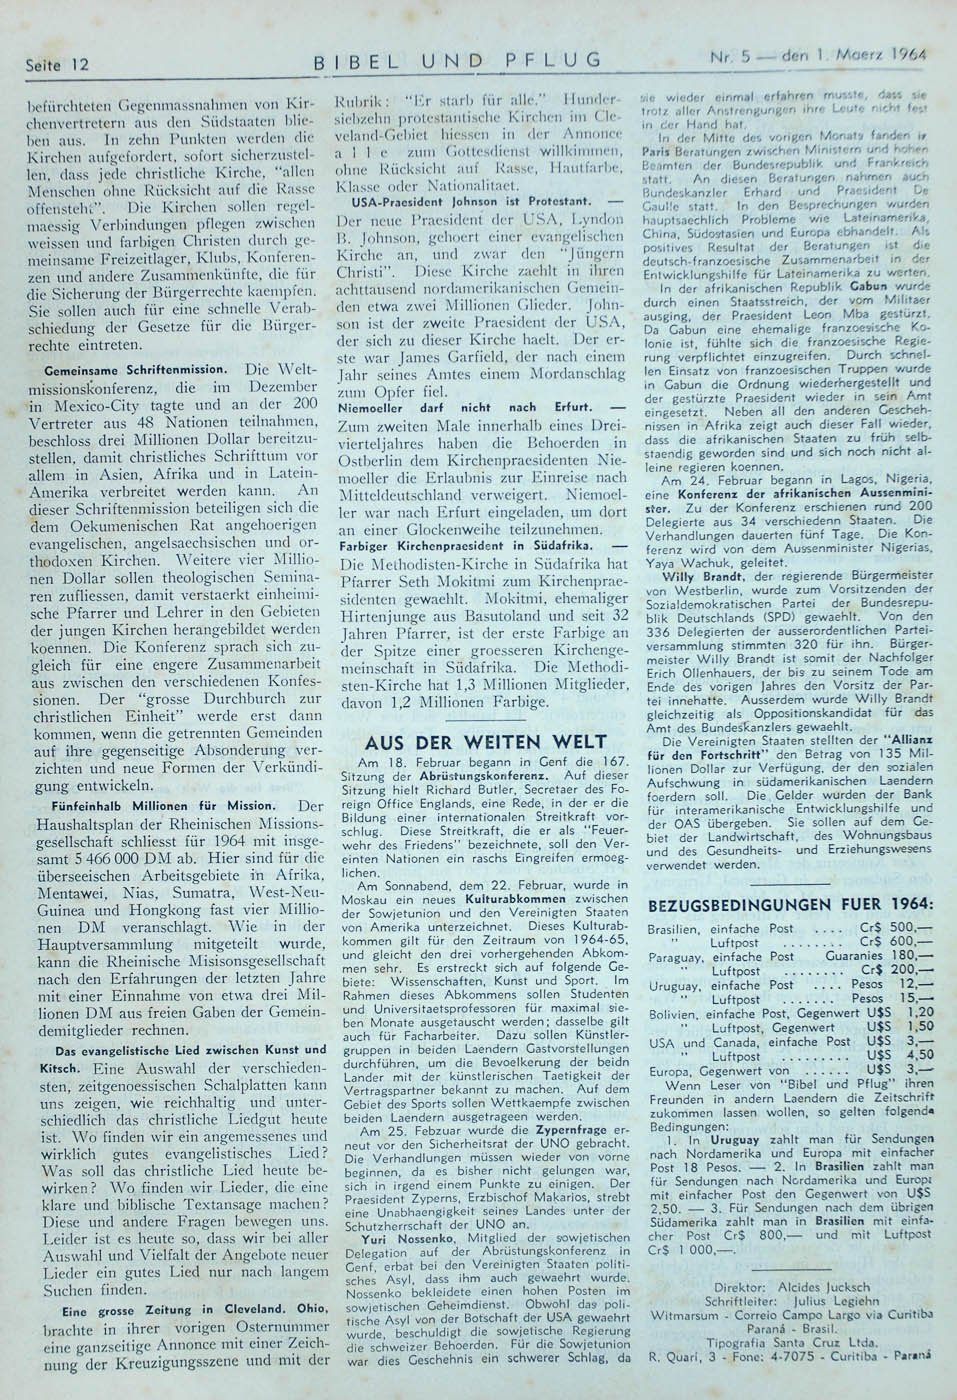 Seite 12
BIBEL UND PFLUG
Nr. 5 — den 1. Maerz 1964
befürchteten Gegenmassnahmen von Kir-
chenvertretern aus den Südstaaten blie-
ben aus. In zehn Punkten werden die
Kirchen aufgefordert, sofort sicherzustel-
len, dass jede christliche Kirche, "allen
Menschen ohne Rücksicht auf die Rasse
offensteht". Die Kirchen sollen regel-
maessig Verbindungen pflegen zwischen
weissen und farbigen Christen durch ge-
meinsame Freizeitlager, Klubs, Konferen-
zen und andere Zusammenkünfte, die für
die Sicherung der Bürgerrechte kaempfen.
Sie sollen auch für eine schnelle Verab-
schiedung der Gesetze für die Bürger-
rechte eintreten.
Gemeinsame Schriftenmission. Die Welt-
missionskonferenz, die im Dezember
in Mexico-City tagte und an der 200
Vertreter aus 48 Nationen teilnahmen,
beschloss drei Millionen Dollar bereitzu-
stellen, damit christliches Schrifttum vor
allem in Asien, Afrika und in Latein-
Amerika verbreitet werden kann. An
dieser Schriftenmission beteiligen sich die
dem Oekumenischen Rat angehoerigen
evangelischen, angelsaechsischen und or-
thodoxen Kirchen. Weitere vier Millio-
nen Dollar sollen theologischen Semina-
ren zufliessen, damit verstaerkt einheimi-
sche Pfarrer und Lehrer in den Gebieten
der jungen Kirchen herangebildet werden
koennen. Die Konferenz sprach sich zu-
gleich für eine engere Zusammenarbeit
aus zwischen den verschiedenen Konfes-
sionen. Der "grosse Durchburch zur
christlichen Einheit" werde erst dann
kommen, wenn die getrennten Gemeinden
auf ihre gegenseitige Absonderung ver-
zichten und neue Formen der Verkündi-
gung entwickeln.
Fünfeinhalb Millionen für Mission. Der
Haushaltsplan der Rheinischen Missions-
gesellschaft schliesst für 1964 mit insge-
samt 5 466 000 DM ab. Hier sind für die
überseeischen Arbeitsgebiete in Afrika,
Mentawei, Nias, Sumatra, West-Neu-
Guinea und Hongkong fast vier Millio-
nen DM veranschlagt. Wie in der
Hauptversammlung mitgeteilt wurde,
kann die Rheinische Misisonsgesellschaft
nach den Erfahrungen der letzten Jahre
mit einer Einnahme von etwa drei Mil-
lionen DM aus freien Gaben der Gemein-
demitglieder rechnen.
Das evangelistische Lied zwischen Kunst und
Kitsch. Eine Auswahl der verschieden-
sten, zeitgenoessischen Schalplatten kann
uns zeigen, wie reichhaltig und unter-
schiedlich das christliche Liedgut heute
ist. Wo finden wir ein angemessenes und
wirklich gutes evangelistisches Lied?
Was soll das christliche Lied heute be-
wirken? Wo finden wir Lieder, die eine
klare und biblische Textansage machen?
Diese und andere Fragen bewegen uns.
Leider ist es heute so, dass wir bei aller
Auswahl und Vielfalt der Angebote neuer
Lieder ein gutes Lied nur nach langem
Suchen finden.
Eine grosse Zeitung in Cleveland. Ohio,
brachte in ihrer vorigen Osternummer
eine ganzseitige Annonce mit einer Zeich-
nung der Kreuzigungsszene und mit der
Rubrik: "Er starb für alle." Hunder-
siebzehn protestantische Kirchen im Cle-
veland-Gebiet hiessen in der Annonce
a l l e zum Gottesdienst willkimmen,
ohne Rücksicht auf Rasse, Hautfarbe,
Klasse oder Nationalitaet.
USA-Praesident Johnson ist Protestant. —
Der neue Praesident der USA, Lyndon
B. Johnson, gehoert einer evangelischen
Kirche an, und zwar den "Jüngern
Christi". Diese Kirche zaehlt in ihren
achttausend nordamerikanischen Gemein-
den etwa zwei Millionen Glieder. John-
son ist der zweite Praesident der USA,
der sich zu dieser Kirche haelt. Der er-
ste war James Garfield, der nach einem
Jahr seines Amtes einem Mordanschlag
zum Opfer fiel.
Niemoeller darf nicht nach Erfurt. —
Zum zweiten Male innerhalb eines Drei-
vierteljahres haben die Behoerden in
Ostberlin dem Kirchenpraesidenten Nie-
moeller die Erlaubnis zur Einreise nach
Mitteldeutschland verweigert. Niemoel-
ler war nach Erfurt eingeladen, um dort
an einer Glockenweihe teilzunehmen.
Farbiger Kirchenpraesident in Südafrika. —
Die Methodisten-Kirche in Südafrika hat
Pfarrer Seth Mokitmi zum Kirchenprae-
sidenten gewaehlt. Mokitmi, ehemaliger
Hirtenjunge aus Basutoland und seit 32
Jahren Pfarrer, ist der erste Farbige an
der Spitze einer groesseren Kirchenge-
meinschaft in Südafrika. Die Methodi-
sten-Kirche hat 1,3 Millionen Mitglieder,
davon 1,2 Millionen Farbige.
AUS DER WEITEN WELT
Am 18. Februar begann in Genf die 167.
Sitzung der Abrüstungskonferenz. Auf dieser
Sitzung hielt Richard Butler, Secretaer des Fo-
reign Office Englands, eine Rede, in der er die
Bildung einer internationalen Streitkraft vor-
schlug. Diese Streitkraft, die er als "Feuer-
wehr des Friedens" bezeichnete, soll den Ver-
einten Nationen ein raschs Eingreifen ermoeg-
lichen.
Am Sonnabend, dem 22. Februar, wurde in
Moskau ein neues Kulturabkommen zwischen
der Sowjetunion und den Vereinigten Staaten
von Amerika unterzeichnet. Dieses Kulturab-
kommen gilt für den Zeitraum von 1964-65,
und gleicht den drei vorhergehenden Abkom-
men sehr. Es erstreckt sich auf folgende Ge-
biete: Wissenschaften, Kunst und Sport. Im
Rahmen dieses Abkommens sollen Studenten
und Universitaetsprofessoren für maximal sie-
ben Monate ausgetauscht werden; dasselbe gilt
auch für Facharbeiter. Dazu sollen Künstler-
gruppen in beiden Laendern Gastvorstellungen
durchführen, um die Bevoelkerung der beidn
Lander mit der künstlerischen Taetigkeit der
Vertragspartner bekannt zu machen. Auf dem
Gebiet des Sports sollen Wettkaempfe zwischen
beiden Laendern ausgetrageen werden.
Am 25. Febzuar wurde die Zypernfrage er-
neut vor den Sicherheitsrat der UNO gebracht.
Die Verhandlungen müssen wieder von vorne
beginnen, da es bisher nicht gelungen war,
sich in irgend einem Punkte zu einigen. Der
Praesident Zyperns, Erzbischof Makarios, strebt
eine Unabhaengigkeit seines Landes unter der
Schutzherrschaft der UNO an.
Yuri Nossenko, Mitglied der sowjetischen
Delegation auf der Abrüstungskonferenz in
Genf, erbat bei den Vereinigten Staaten politi-
sches Asyl, dass ihm auch gewaehrt wurde.
Nossenko bekleidete einen hohen Posten im
sowjetischen Geheimdienst. Obwohl das poli-
tische Asyl von der Botschaft der USA gewaehrt
wurde, beschuldigt die sowjetische Regierung
die schweizer Behoerden. Für die Sowjetunion
war dies Geschehnis ein schwerer Schlag, da
sie wieder einmal erfahren musste, dass sie
trotz aller Anstrengungen ihre Leute nicht fest
in der Hand hat.
In der Mitte des vorigen Monats fanden in
Paris Beratungen zwischen Ministern und hohen
Beamten der Bundesrepublik und Frankreich
statt. An diesen Beratungen nahmen auch
Bundeskanzler Erhard und Praesident De
Gaulle statt. In den Besprechungen wurden
hauptsaechlich Probleme wie Lateinamerika,
China, Südostasien und Europa ebhandelt. Als
positives Resultat der Beratungen ist die
deutsch-franzoesische Zusammenarbeit in der
Entwicklungshilfe für Lateinamerika zu werten.
In der afrikanischen Republik Gabun wurde
durch einen Staatsstreich, der vom Militaer
ausging, der Praesident Leon Mba gestürzt.
Da Gabun eine ehemalige franzoesische Ko-
lonie ist, fühlte sich die franzoesische Regie-
rung verpflichtet einzugreifen. Durch schnel-
len Einsatz von franzoesischen Truppen wurde
in Gabun die Ordnung wiederhergestellt und
der gestürzte Praesident wieder in sein Amt
eingesetzt. Neben all den anderen Gescheh-
nissen in Afrika zeigt auch dieser Fall wieder,
dass die afrikanischen Staaten zu früh selb-
staendig geworden sind und sich noch nicht al-
leine regieren koennen.
Am 24. Februar begann in Lagos, Nigeria,
eine Konferenz der afrikanischen Aussenmini-
ster. Zu der Konferenz erschienen rund 200
Delegierte aus 34 verschiedenn Staaten. Die
Verhandlungen dauerten fünf Tage. Die Kon-
ferenz wird von dem Aussenminister Nigerias,
Yaya Wachuk, geleitet.
Willy Brandt, der regierende Bürgermeister
von Westberlin, wurde zum Vorsitzenden der
Sozialdemokratischen Partei der Bundesrepu-
blik Deutschlands (SPD) gewaehlt. Von den
336 Delegierten der ausserordentlichen Partei-
versammlung stimmten 320 für ihn. Bürger-
meister Willy Brandt ist somit der Nachfolger
Erich Ollenhauers, der bis zu seinem Tode am
Ende des vorigen Jahres den Vorsitz der Par-
tei innehatte. Ausserdem wurde Willy Brandt
gleichzeitig als Oppositionskandidat für das
Amt des Bundeskanzlers gewaehlt.
Die Vereinigten Staaten stellten der "Allianz
für den Fortschritt" den Betrag von 135 Mil-
lionen Dollar zur Verfügung, der den sozialen
Aufschwung in südamerikanischen Laendern
foerdern soll. Die Gelder wurden der Bank
für interamerikanische Entwicklungshilfe und
der OAS übergeben. Sie sollen auf dem Ge-
biet der Landwirtschaft, des Wohnungsbaus
und des Gesundheits- und Erziehungswesens
verwendet werden.
BEZUGSBEDINGUNGEN FUER 1964:
Brasilien, einfache Post .... Cr$ 500,—
" Luftpost ........ Cr$ 600,—
Paraguay, einfache Post Guaranies 180,—
" Luftpost ........ Cr$ 200,—
Uruguay, einfache Post .... Pesos 12,—
" Luftpost ....... Pesos 15,—
Bolivien, einfache Post, Gegenwert U$S 1,20
" Luftpost, Gegenwert U$S 1,50
USA und Canada, einfache Post U$S 3,—
" Luftpost ......... U$S 4,50
Europa, Gegenwert von ...... U$S 3,—
Wenn Leser von "Bibel und Pflug" ihren
Freunden in andern Laendern die Zeitschrift
zukommen lassen wollen, so gelten folgende
Bedingungen:
1. In Uruguay zahlt man für Sendungen
nach Nordamerika und Europa mit einfacher
Post 18 Pesos. — 2. In Brasilien zahlt man
für Sendungen nach Nordamerika und Europa
mit einfacher Post den Gegenwert von U$S
2,50. — 3. Für Sendungen nach dem übrigen
Südamerika zahlt man in Brasilien mit einfa-
cher Post Cr$ 800,— und mit Luftpost
Cr$ 1 000,—.
Direktor: Alcides Jucksch
Schriftleiter: Julius Legiehn
Witmarsum - Correio Campo Largo via Curitiba
Paraná - Brasil.
Tipografia Santa Cruz Ltda.
R. Quari, 3 - Fone: 4-7075 - Curitiba - Paraná